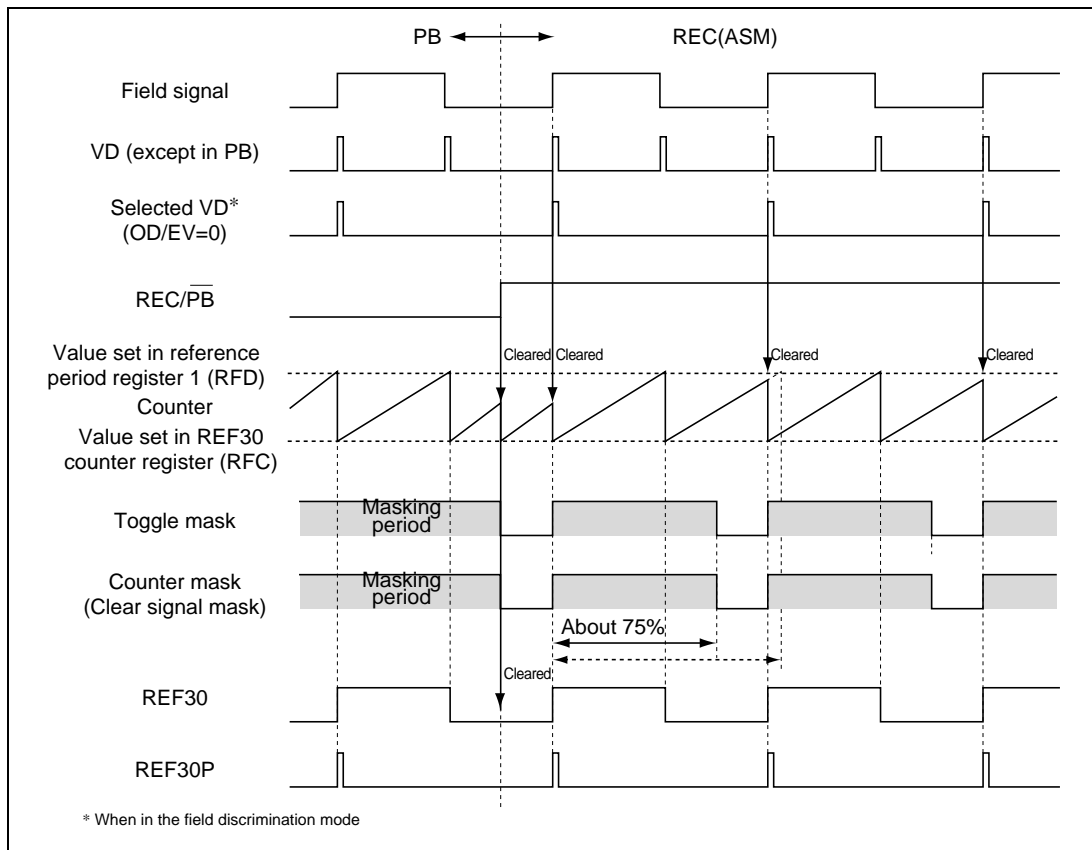 PB
REC(ASM)
Field signal
VD (except in PB)
Selected VD*
(OD/EV=0)
REC/P̅B̅
Value set in reference
period register 1 (RFD)
Cleared
Cleared
Cleared
Cleared
Counter
Value set in REF30
counter register (RFC)
Toggle mask
Masking
period
Counter mask
(Clear signal mask)
Masking
period
About 75%
Cleared
REF30
REF30P
* When in the field discrimination mode